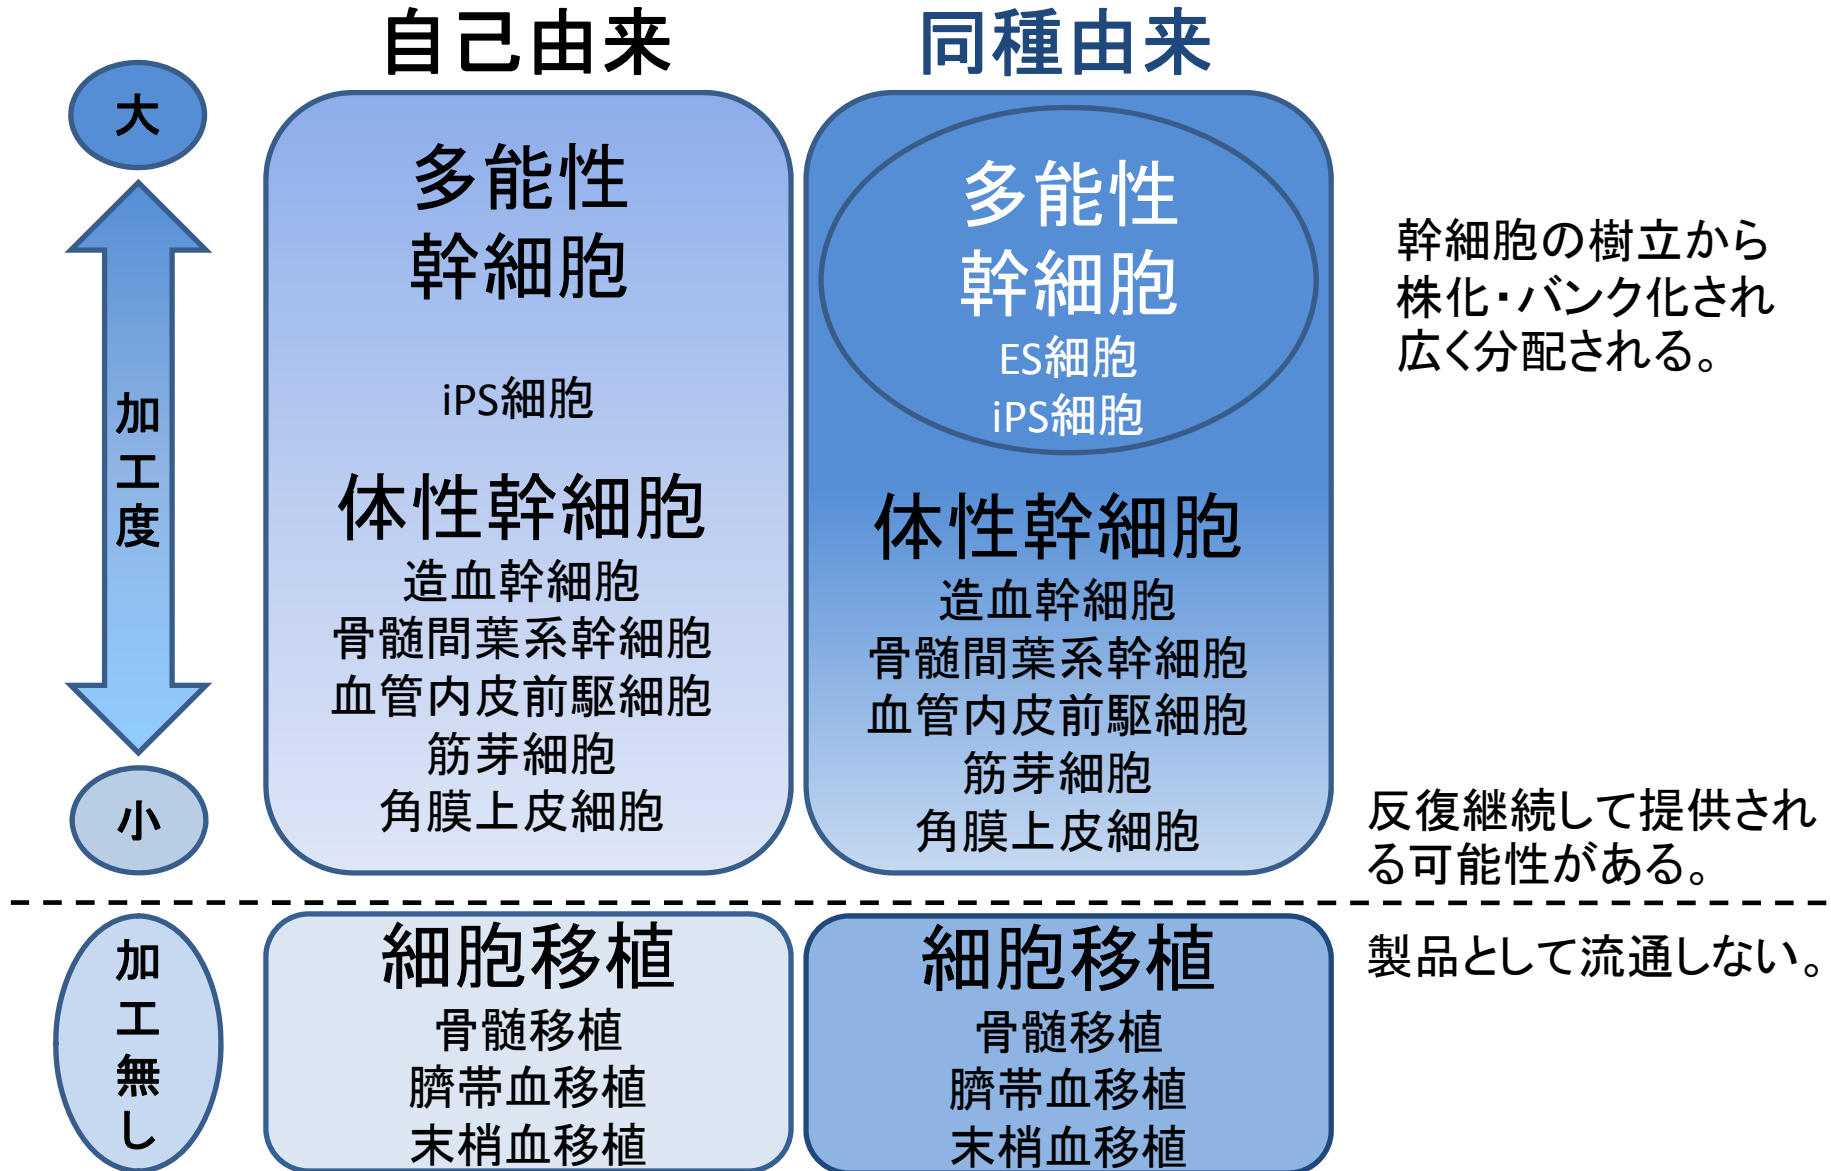 自己由来
同種由来
大
加工度
小
多能性
幹細胞
iPS細胞
体性幹細胞
造血幹細胞
骨髄間葉系幹細胞
血管内皮前駆細胞
筋芽細胞
角膜上皮細胞
多能性
幹細胞
ES細胞
iPS細胞
体性幹細胞
造血幹細胞
骨髄間葉系幹細胞
血管内皮前駆細胞
筋芽細胞
角膜上皮細胞
幹細胞の樹立から
株化・バンク化され
広く分配される。
反復継続して提供され
る可能性がある。
加工無し
細胞移植
骨髄移植
臍帯血移植
末梢血移植
細胞移植
骨髄移植
臍帯血移植
末梢血移植
製品として流通しない。